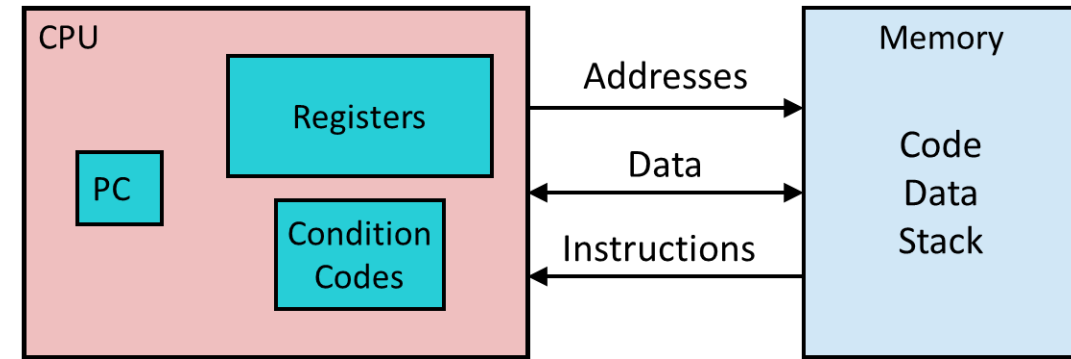 CPU
Registers
PC
Condition
Codes
Addresses
Data
Instructions
Memory
Code
Data
Stack